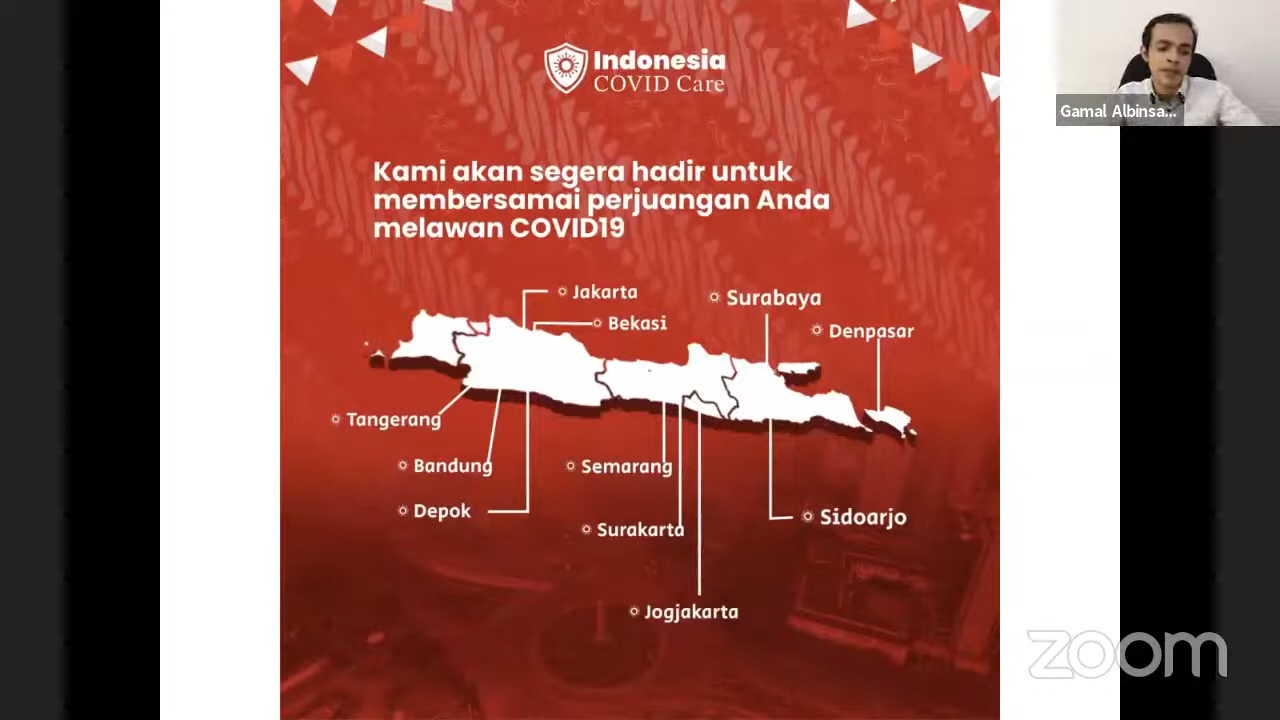 Indonesia
COVID Care
Gamal Albinsa...
Kami akan segera hadir untuk
membersamai perjuangan Anda
melawan COVID19
Jakarta
Surabaya
Bekasi
Denpasar
Tangerang
Bandung
Semarang
Depok
Sidoarjo
Surakarta
Jogjakarta
zoom